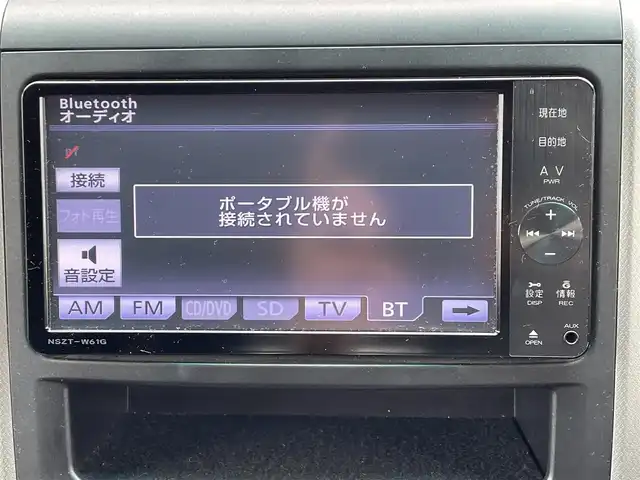 Bluetooth
オーディオ
接続
フォト再生
音設定
ポータブル機が
接続されていません
AM FM CD/DVD SD TV BT
NSZT-W61G
現在地
目的地
AV
PWR
TUNE/TRACK VOL
設定 情報
DISP REC
OPEN
AUX